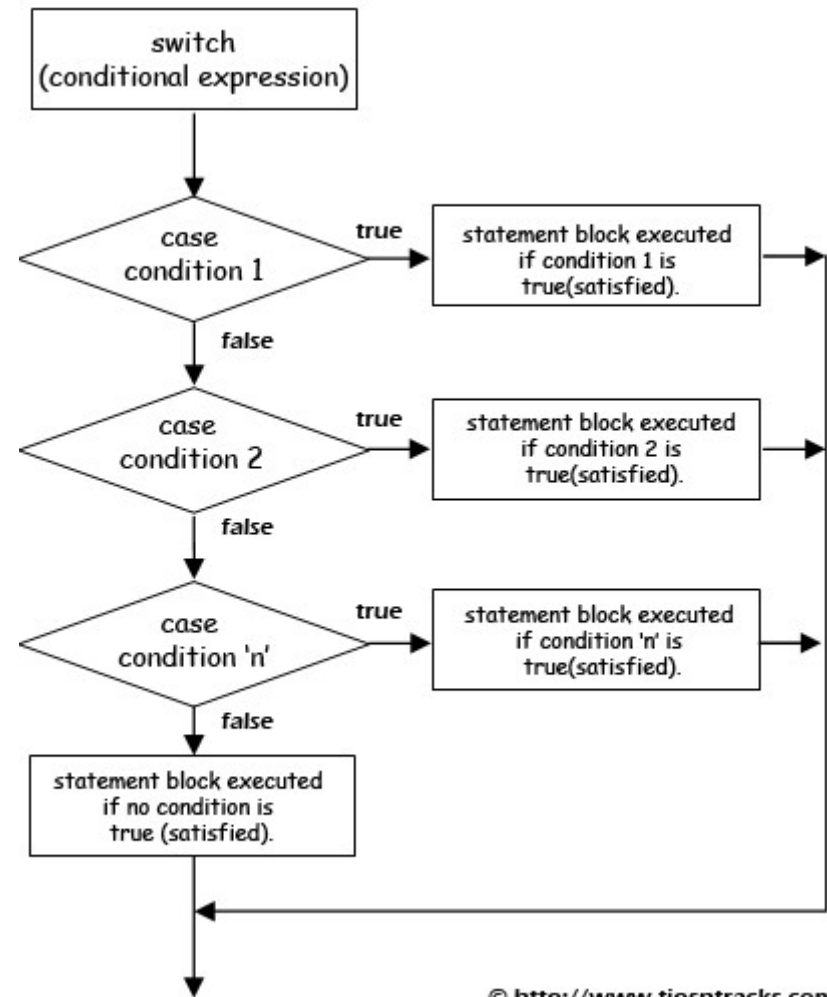 switch
(conditional expression)
case
condition 1
true
statement block executed
if condition 1 is
true(satisfied).
false
case
condition 2
true
statement block executed
if condition 2 is
true(satisfied).
false
case
condition 'n'
true
statement block executed
if condition 'n' is
true(satisfied).
false
statement block executed
if no condition is
true (satisfied).